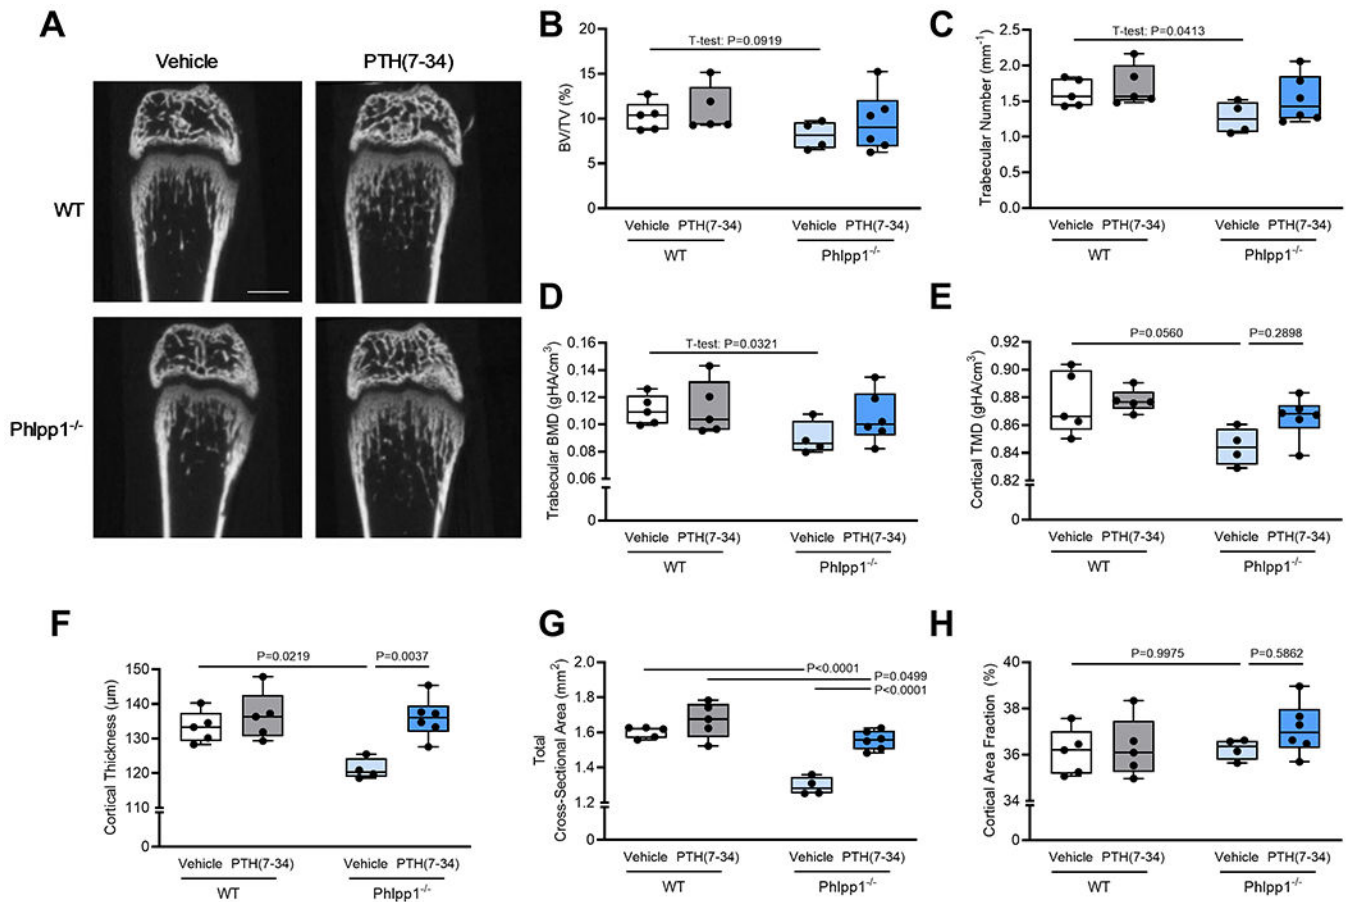 A
Vehicle
PTH(7-34)
WT
Phlpp1-/-
B
BV/TV (%)
20
15
10
5
0
T-test: P=0.0919
Vehicle PTH(7-34) Vehicle PTH(7-34)
WT Phlpp1-/-
C
Trabecular Number (mm-1)
2.5
2.0
1.5
1.0
0.5
0.0
T-test: P=0.0413
Vehicle PTH(7-34) Vehicle PTH(7-34)
WT Phlpp1-/-
D
Trabecular BMD (gHA/cm3)
0.16
0.14
0.12
0.10
0.08
0.06
0
T-test: P=0.0321
Vehicle PTH(7-34) Vehicle PTH(7-34)
WT Phlpp1-/-
E
Cortical TMD (gHA/cm3)
0.92
0.90
0.88
0.86
0.84
0.82
0
P=0.0560
P=0.2898
Vehicle PTH(7-34) Vehicle PTH(7-34)
WT Phlpp1-/-
F
Cortical Thickness (µm)
150
140
130
120
110
0
P=0.0219
P=0.0037
Vehicle PTH(7-34) Vehicle PTH(7-34)
WT Phlpp1-/-
G
Total
Cross-Sectional Area (mm2)
2.0
1.8
1.6
1.4
1.2
0
P<0.0001
P=0.0499
P<0.0001
Vehicle PTH(7-34) Vehicle PTH(7-34)
WT Phlpp1-/-
H
Cortical Area Fraction (%)
40
38
36
34
0
P=0.9975
P=0.5862
Vehicle PTH(7-34) Vehicle PTH(7-34)
WT Phlpp1-/-